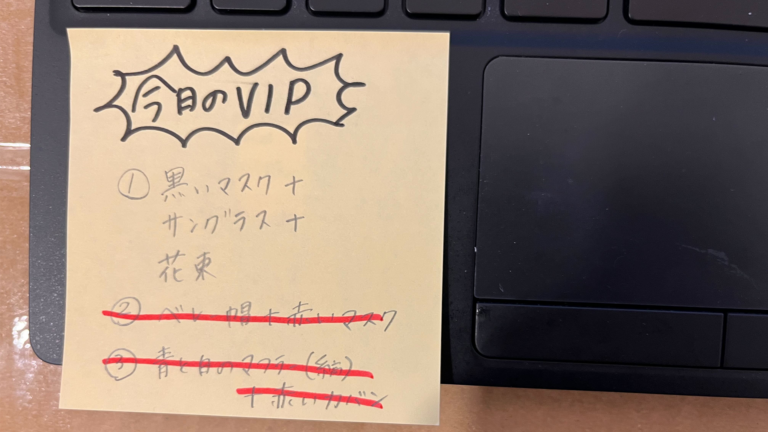 今日のVIP
① 黒いマスク+
サングラス+
花束
② ベレー帽+赤いマスク
③ 青と白のマフラー(縞)
+赤いカバン